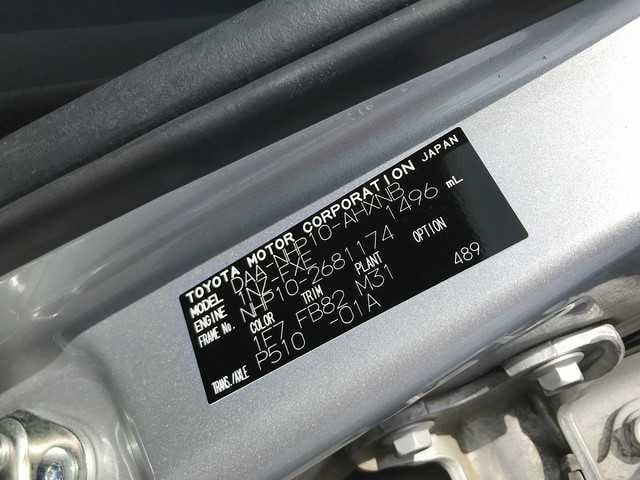 TOYOTA MOTOR CORPORATION JAPAN
MODEL DAA-NHP10-AHXNB
ENGINE 1NZ-FXE 1496 mL
FRAME No. NHP10-2681174
COLOR TRIM PLANT OPTION
1F7 FB82 M31 489
TRANS./AXLE P510 -01A